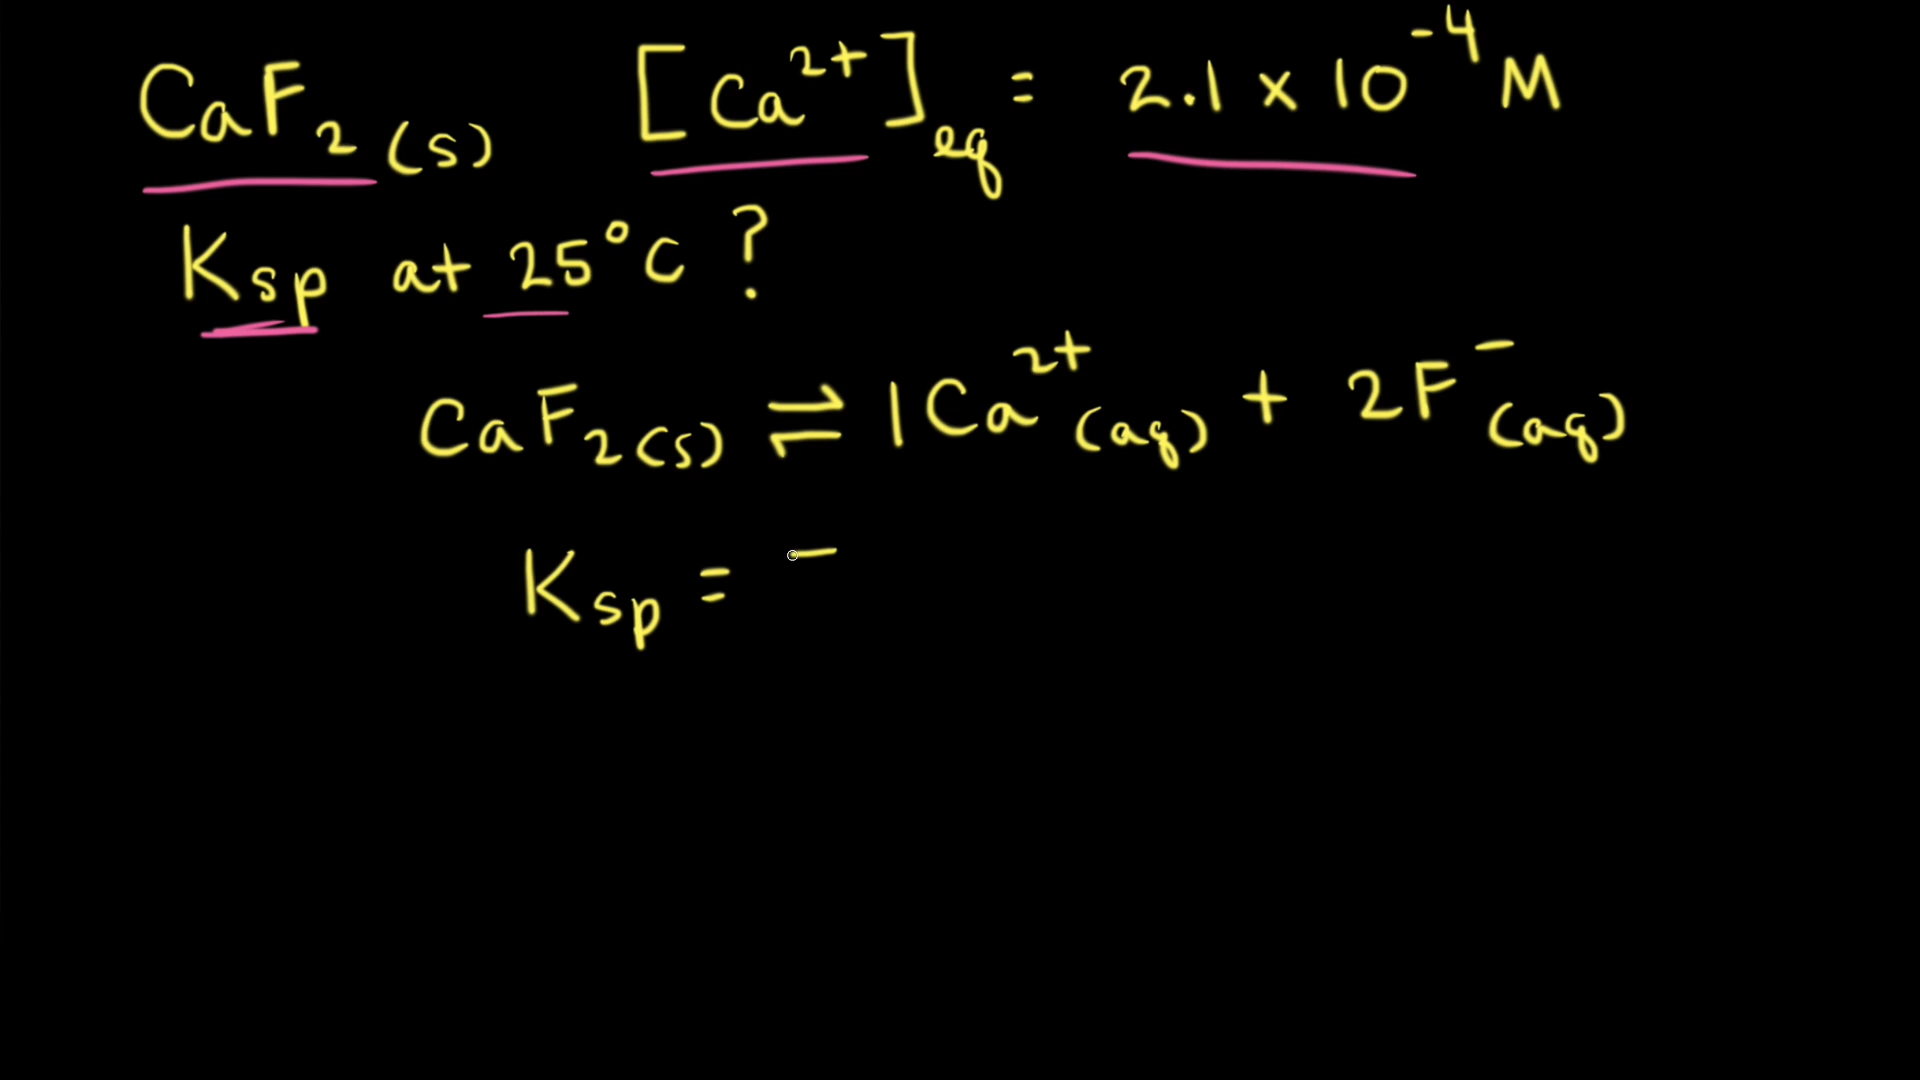 CaF₂(s) [Ca²⁺]eq = 2.1 x 10⁻⁴ M
Ksp at 25°C ?
CaF₂(s) ⇌ 1Ca²⁺(aq) + 2F⁻(aq)
Ksp =